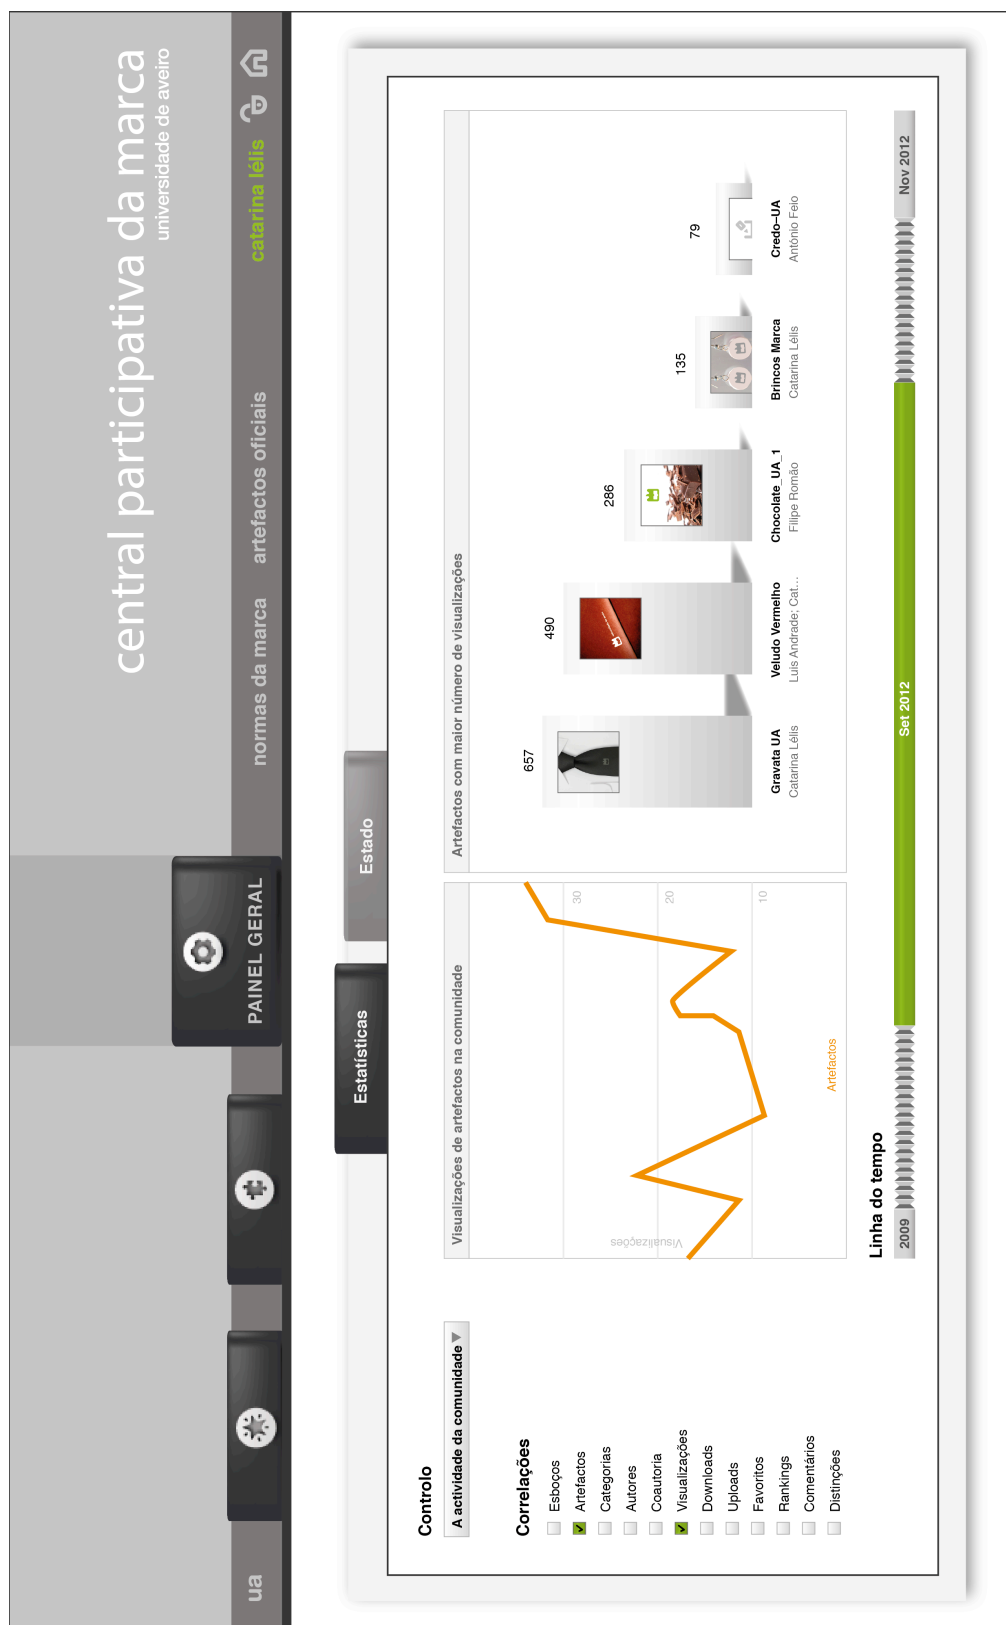 central participativa da marca
universidade de aveiro
ua
PAINEL GERAL
normas da marca
artefactos oficiais
catarina lélis
Estatísticas
Estado
Controlo
A actividade da comunidade
Correlações
Esboços
Artefactos
Categorias
Autores
Coautoria
Visualizações
Downloads
Uploads
Favoritos
Rankings
Comentários
Distinções
Visualizações de artefactos na comunidade
Visualizações
30
20
10
Artefactos
Artefactos com maior número de visualizações
657
490
286
135
79
Gravata UA
Catarina Lélis
Veludo Vermelho
Luis Andrade; Cat...
Chocolate_UA_1
Filipe Romão
Brincos Marca
Catarina Lélis
Credo–UA
António Feio
Linha do tempo
2009
Set 2012
Nov 2012